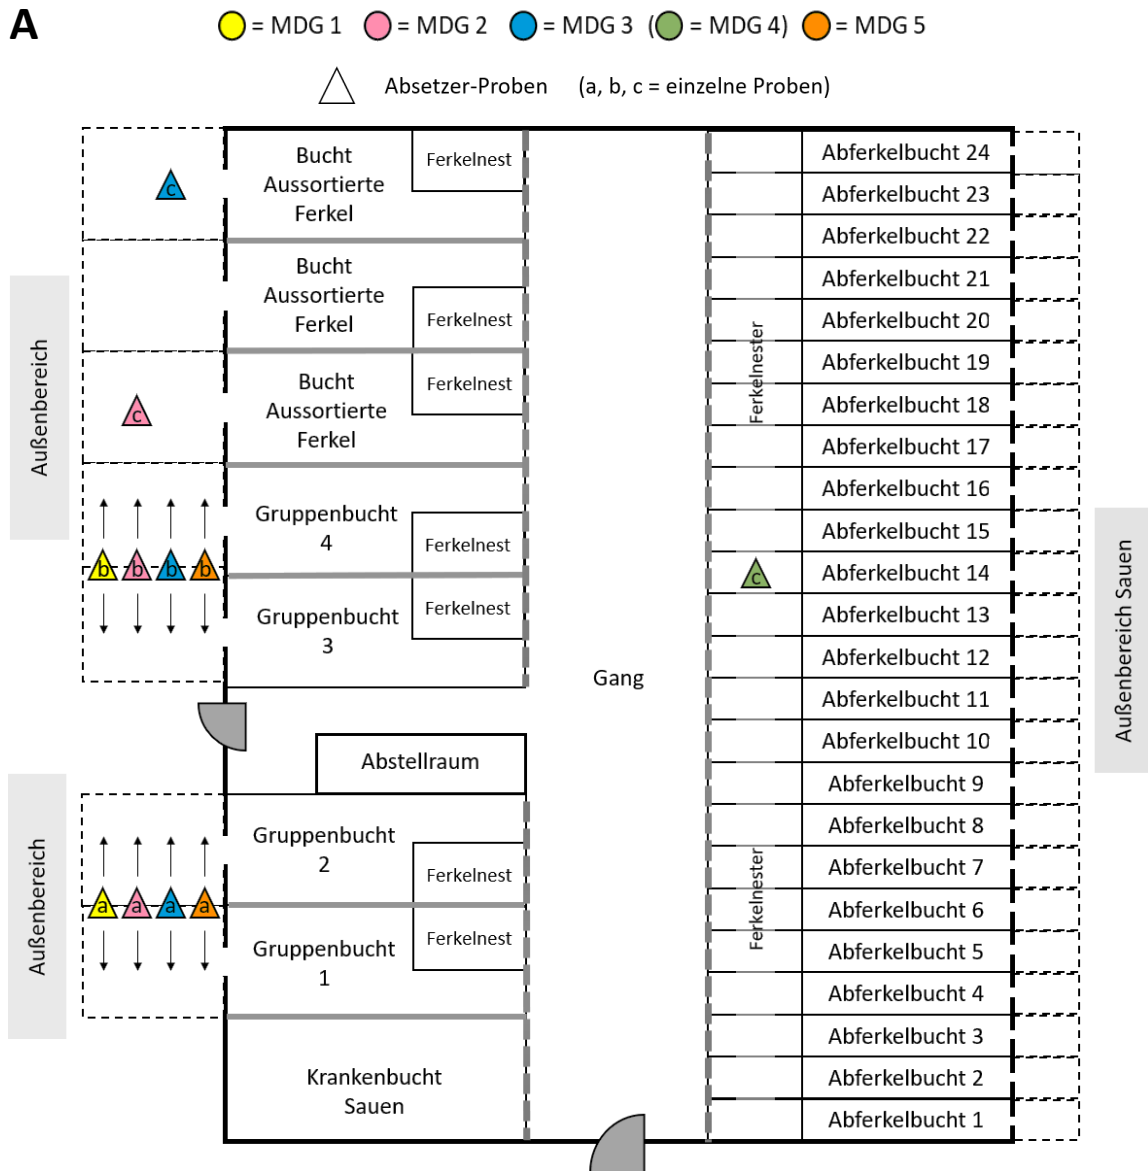 A
= MDG 1 = MDG 2 = MDG 3 ( = MDG 4) = MDG 5
Absetzer-Proben (a, b, c = einzelne Proben)
Außenbereich
Außenbereich
c
c
b b b b
a a a a
Bucht
Aussortierte
Ferkel
Ferkelnest
Bucht
Aussortierte
Ferkel
Ferkelnest
Bucht
Aussortierte
Ferkel
Ferkelnest
Gruppenbucht
4
Ferkelnest
Gruppenbucht
3
Ferkelnest
Abstellraum
Gruppenbucht
2
Ferkelnest
Gruppenbucht
1
Ferkelnest
Krankenbucht
Sauen
Gang
Ferkelnester
c
Ferkelnester
Abferkelbucht 24
Abferkelbucht 23
Abferkelbucht 22
Abferkelbucht 21
Abferkelbucht 20
Abferkelbucht 19
Abferkelbucht 18
Abferkelbucht 17
Abferkelbucht 16
Abferkelbucht 15
Abferkelbucht 14
Abferkelbucht 13
Abferkelbucht 12
Abferkelbucht 11
Abferkelbucht 10
Abferkelbucht 9
Abferkelbucht 8
Abferkelbucht 7
Abferkelbucht 6
Abferkelbucht 5
Abferkelbucht 4
Abferkelbucht 3
Abferkelbucht 2
Abferkelbucht 1
Außenbereich Sauen